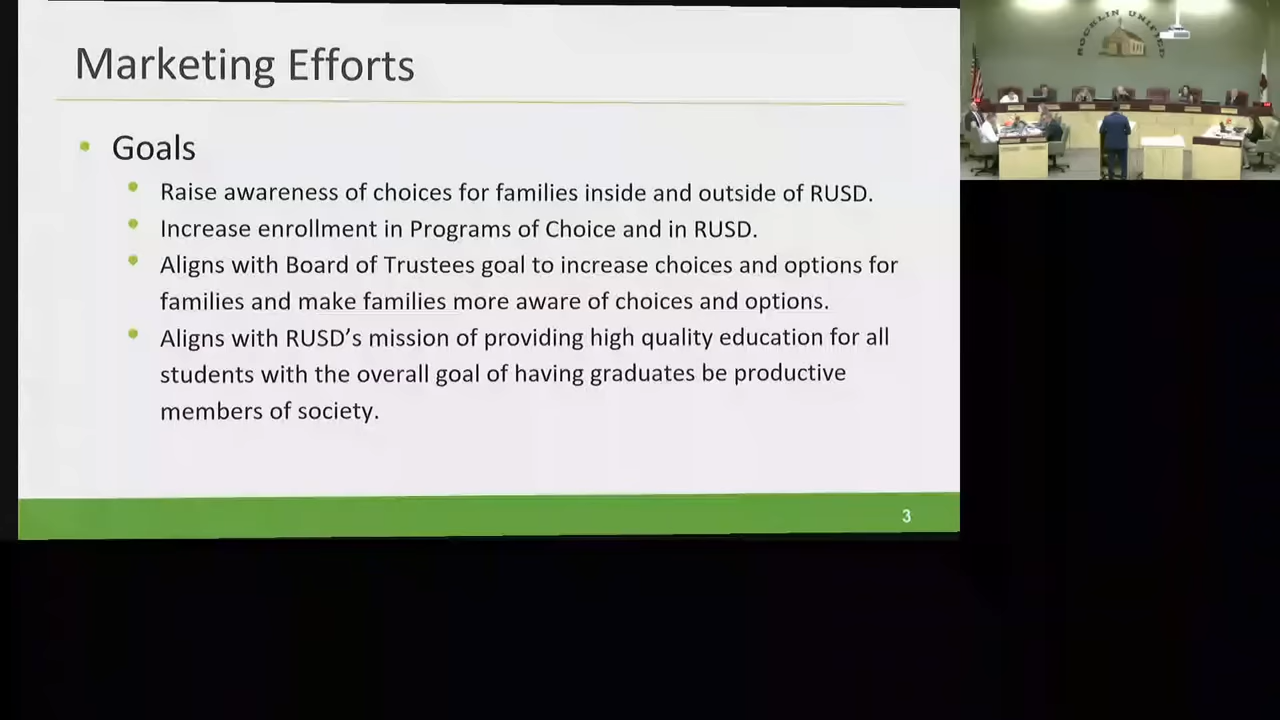 Marketing Efforts
Goals
Raise awareness of choices for families inside and outside of RUSD.
Increase enrollment in Programs of Choice and in RUSD.
Aligns with Board of Trustees goal to increase choices and options for
families and make families more aware of choices and options.
Aligns with RUSD’s mission of providing high quality education for all
students with the overall goal of having graduates be productive
members of society.
3
ROCKLIN UNIFIED